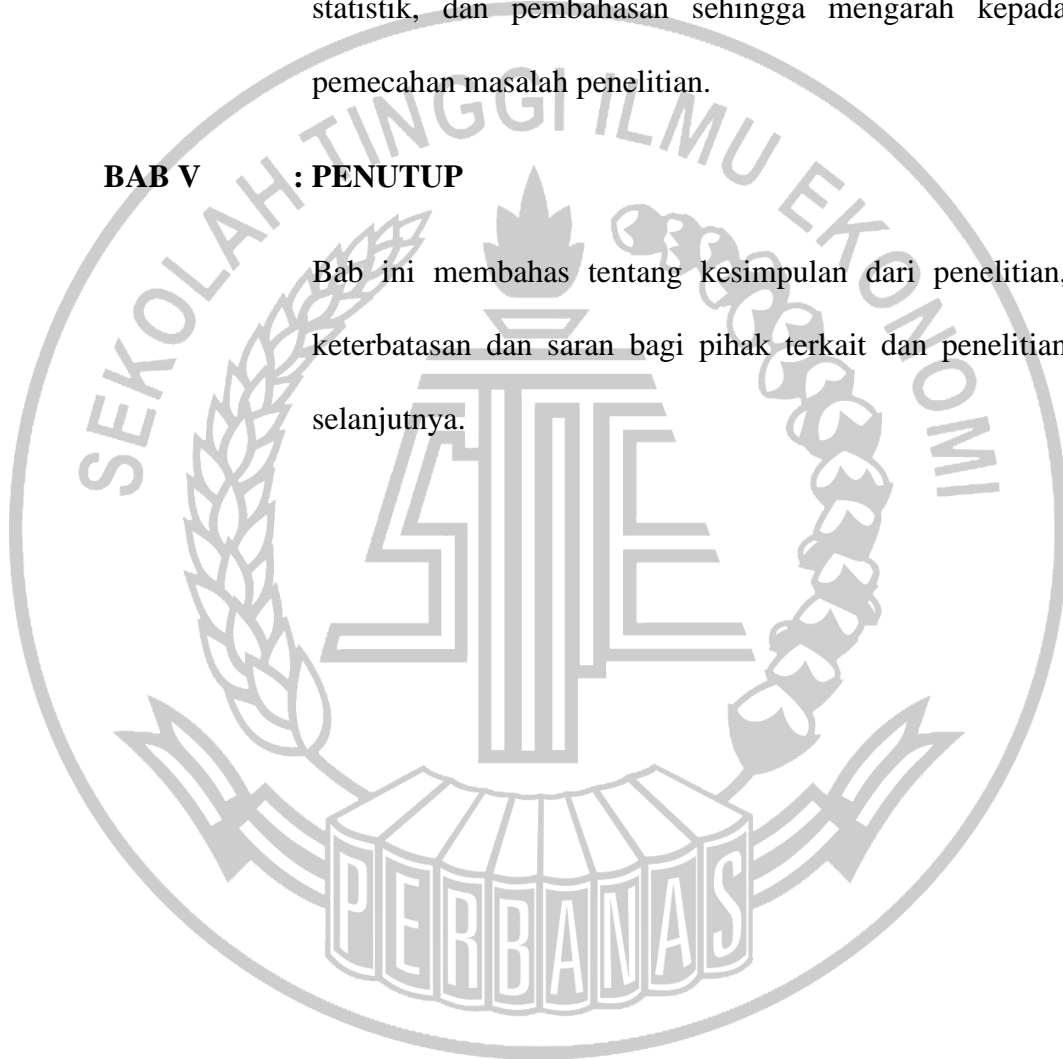 statistik, dan pembahasan sehingga mengarah kepada
pemecahan masalah penelitian.
BAB V : PENUTUP
Bab ini membahas tentang kesimpulan dari penelitian,
keterbatasan dan saran bagi pihak terkait dan penelitian
selanjutnya.
SEKOLAH TINGGI ILMU EKONOMI
STIE
PERBANAS